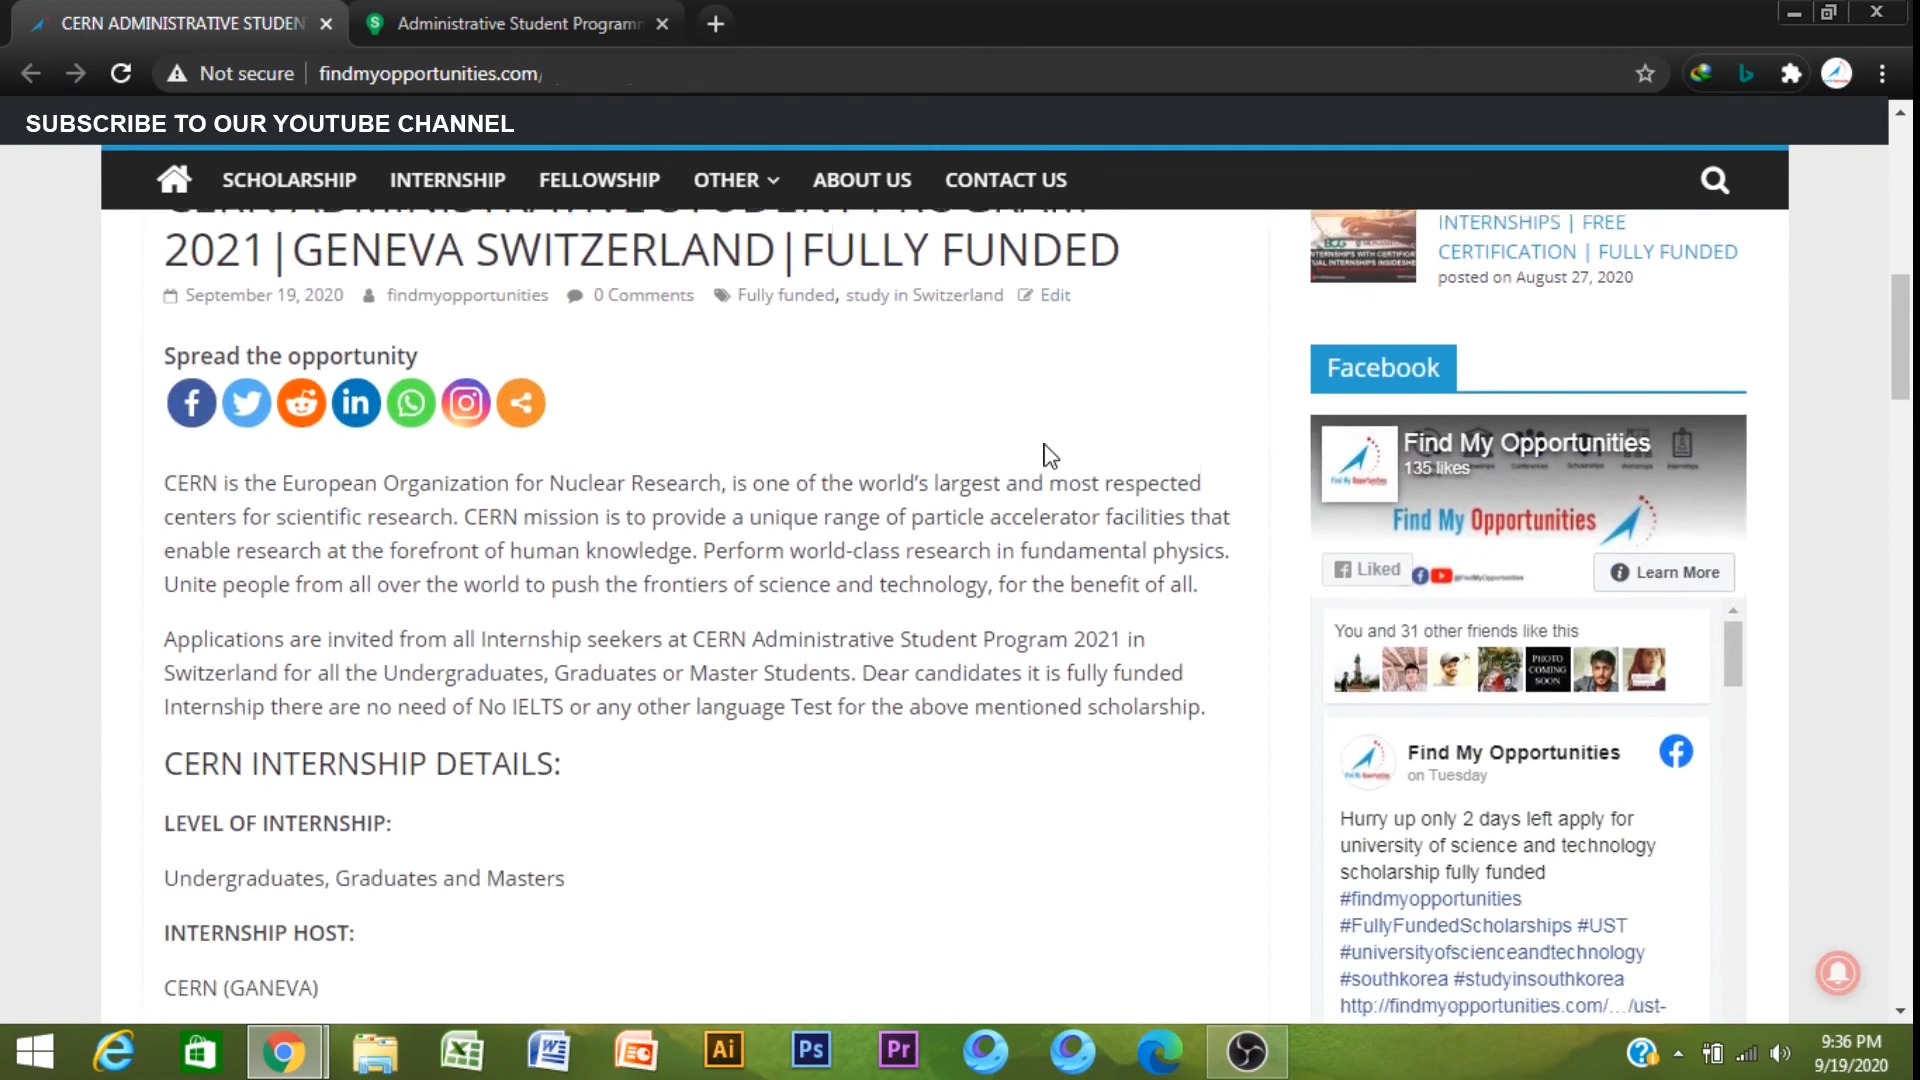 CERN ADMINISTRATIVE STUDEN
Administrative Student Program
Not secure
findmyopportunities.com/
SUBSCRIBE TO OUR YOUTUBE CHANNEL
SCHOLARSHIP
INTERNSHIP
FELLOWSHIP
OTHER
ABOUT US
CONTACT US
CERN ADMINISTRATIVE STUDENT PROGRAM
2021|GENEVA SWITZERLAND|FULLY FUNDED
September 19, 2020 findmyopportunities 0 Comments Fully funded, study in Switzerland Edit
Spread the opportunity
CERN is the European Organization for Nuclear Research, is one of the world's largest and most respected
centers for scientific research. CERN mission is to provide a unique range of particle accelerator facilities that
enable research at the forefront of human knowledge. Perform world-class research in fundamental physics.
Unite people from all over the world to push the frontiers of science and technology, for the benefit of all.
Applications are invited from all Internship seekers at CERN Administrative Student Program 2021 in
Switzerland for all the Undergraduates, Graduates or Master Students. Dear candidates it is fully funded
Internship there are no need of No IELTS or any other language Test for the above mentioned scholarship.
CERN INTERNSHIP DETAILS:
LEVEL OF INTERNSHIP:
Undergraduates, Graduates and Masters
INTERNSHIP HOST:
CERN (GANEVA)
INTERNSHIPS | FREE
CERTIFICATION | FULLY FUNDED
posted on August 27, 2020
Facebook
Find My Opportunities
135 likes
Find My Opportunities
Liked
Learn More
You and 31 other friends like this
PHOTO
COMING
SOON
Find My Opportunities
on Tuesday
Hurry up only 2 days left apply for
university of science and technology
scholarship fully funded
#findmyopportunities
#FullyFundedScholarships #UST
#universityofscienceandtechnology
#southkorea #studyinsouthkorea
http://findmyopportunities.com/…/ust-
Ai
Ps
Pr
9:36 PM
9/19/2020